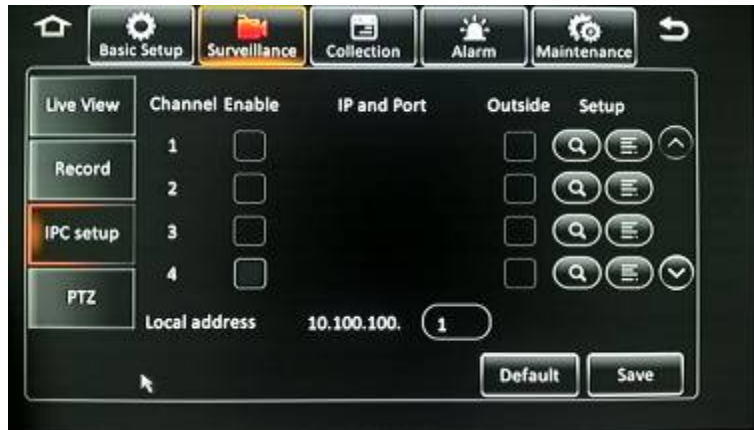 Basic Setup Surveillance Collection Alarm Maintenance
Live View Channel Enable IP and Port Outside Setup
1
Record
2
IPC setup 3
4
PTZ
Local address 10.100.100. 1
Default Save